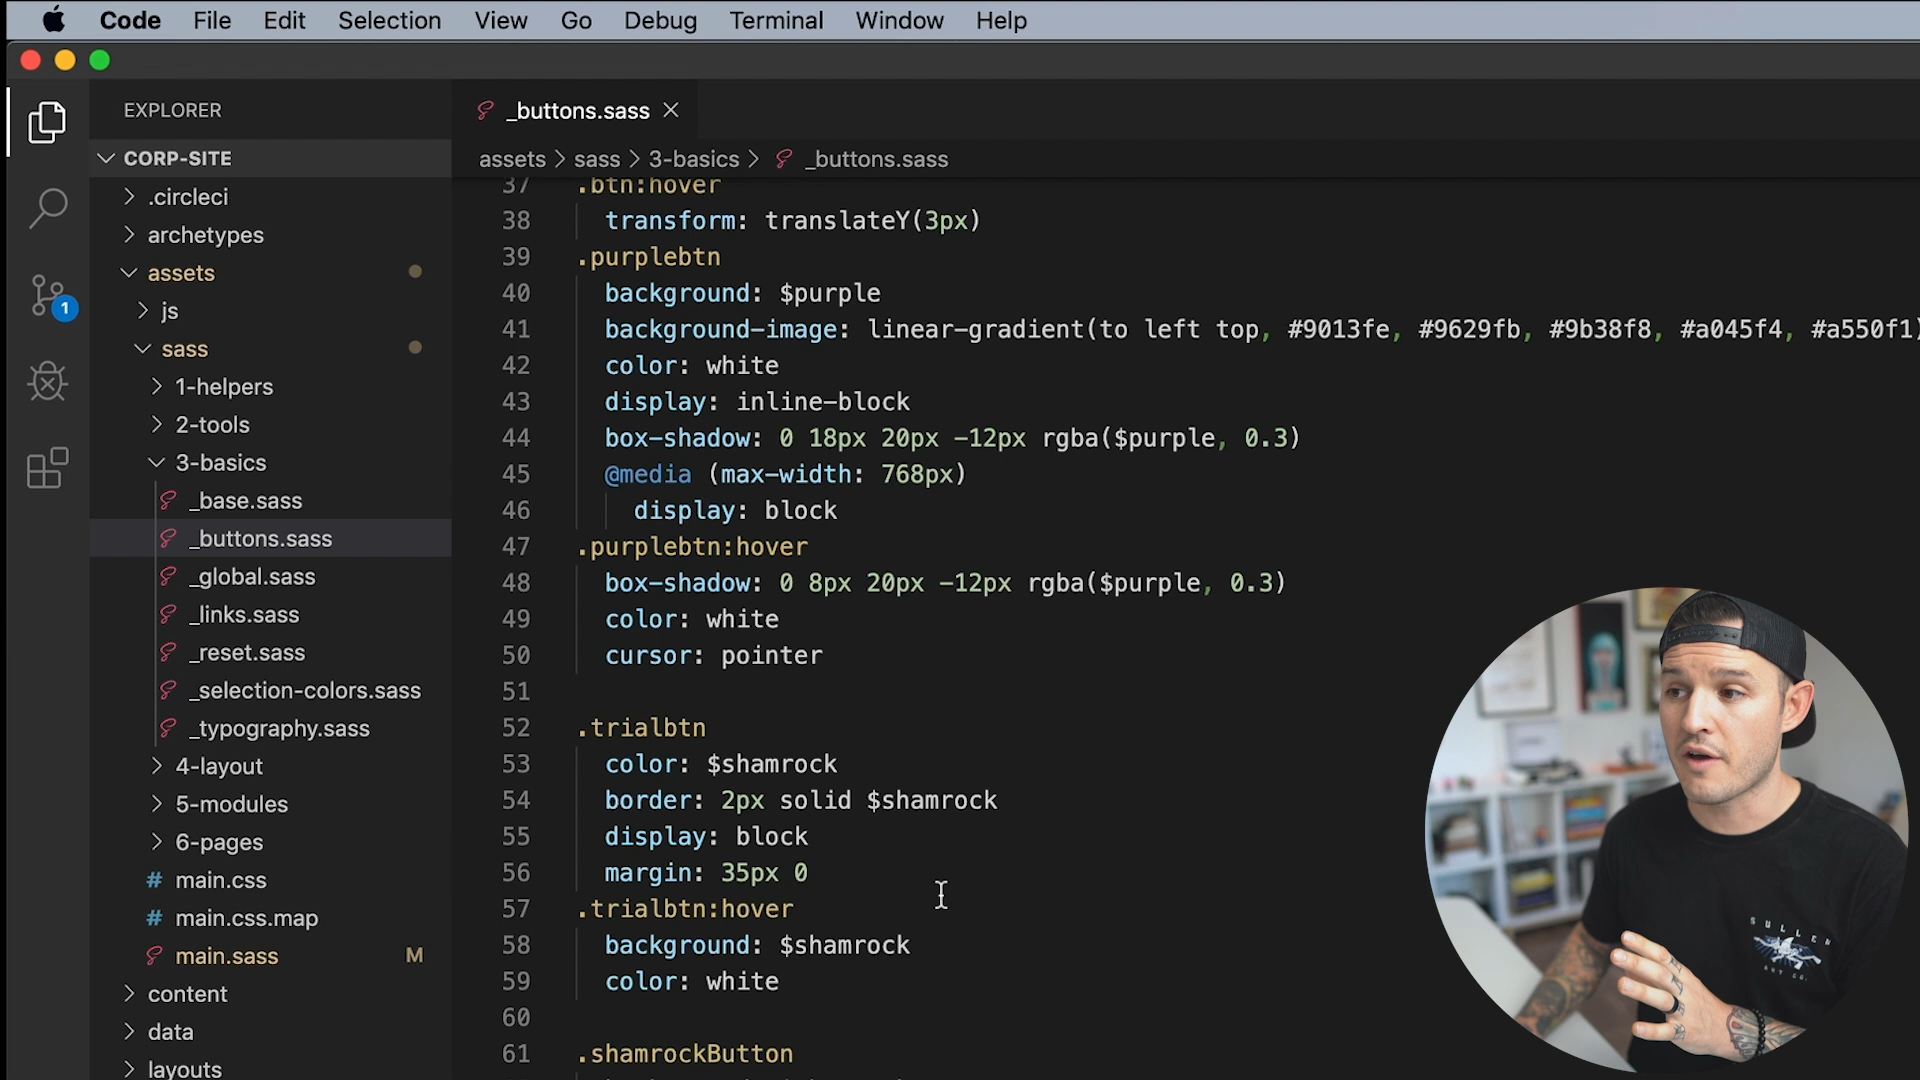 Code File Edit Selection View Go Debug Terminal Window Help
EXPLORER
CORP-SITE
.circleci
archetypes
assets
js
sass
1-helpers
2-tools
3-basics
_base.sass
_buttons.sass
_global.sass
_links.sass
_reset.sass
_selection-colors.sass
_typography.sass
4-layout
5-modules
6-pages
# main.css
# main.css.map
main.sass M
content
data
layouts
1
_buttons.sass
assets > sass > 3-basics > _buttons.sass
37 .btn:hover
38 transform: translateY(3px)
39 .purplebtn
40 background: $purple
41 background-image: linear-gradient(to left top, #9013fe, #9629fb, #9b38f8, #a045f4, #a550f1)
42 color: white
43 display: inline-block
44 box-shadow: 0 18px 20px -12px rgba($purple, 0.3)
45 @media (max-width: 768px)
46 display: block
47 .purplebtn:hover
48 box-shadow: 0 8px 20px -12px rgba($purple, 0.3)
49 color: white
50 cursor: pointer
51
52 .trialbtn
53 color: $shamrock
54 border: 2px solid $shamrock
55 display: block
56 margin: 35px 0
57 .trialbtn:hover
58 background: $shamrock
59 color: white
60
61 .shamrockButton
SULLEN
ART CO.